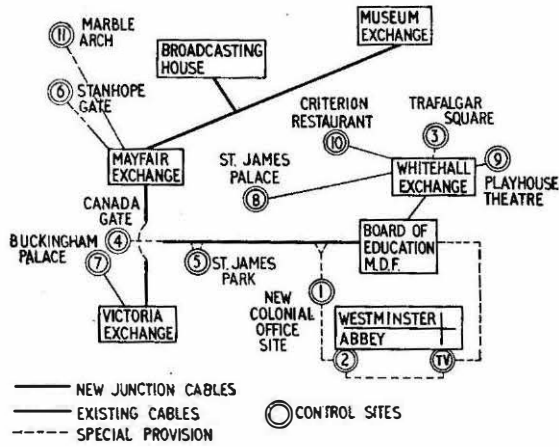 MUSEUM
EXCHANGE
11
MARBLE
ARCH
BROADCASTING
HOUSE
6
STANHOPE
GATE
CRITERION
RESTAURANT
10
TRAFALGAR
SQUARE
3
MAYFAIR
EXCHANGE
ST. JAMES
PALACE
8
WHITEHALL
EXCHANGE
9
PLAYHOUSE
THEATRE
CANADA
GATE
4
BUCKINGHAM
PALACE
7
5
ST. JAMES
PARK
BOARD OF
EDUCATION
M.D.F.
1
NEW
COLONIAL
OFFICE
SITE
VICTORIA
EXCHANGE
WESTMINSTER
ABBEY
2
TV
NEW JUNCTION CABLES
EXISTING CABLES
SPECIAL PROVISION
CONTROL SITES